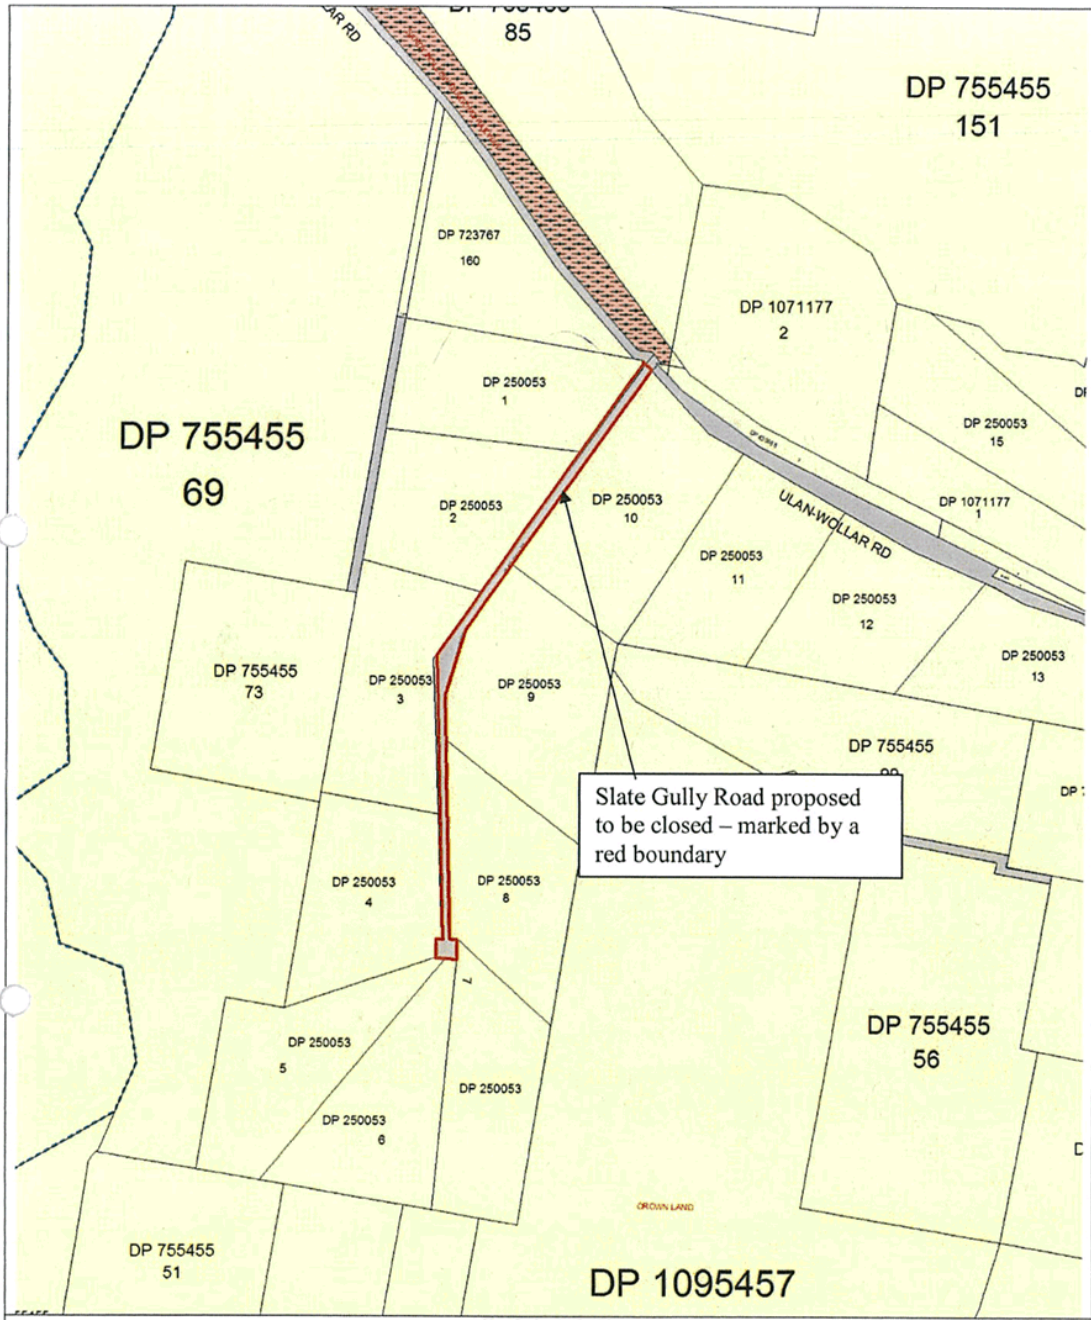 AR RD
85
DP 755455
151
DP 723767
160
DP 1071177
2
DP 250053
1
DP 250053
15
DP 755455
69
DP 250053
2
DP 250053
10
DP 1071177
1
ULAN-WOLLAR RD
DP 250053
11
DP 250053
12
DP 250053
13
DP 755455
73
DP 250053
3
DP 250053
9
DP 755455
Slate Gully Road proposed
to be closed – marked by a
red boundary
DP 250053
4
DP 250053
8
7
DP 250053
5
DP 250053
DP 250053
6
DP 755455
56
CROWN LAND
DP 755455
51
DP 1095457